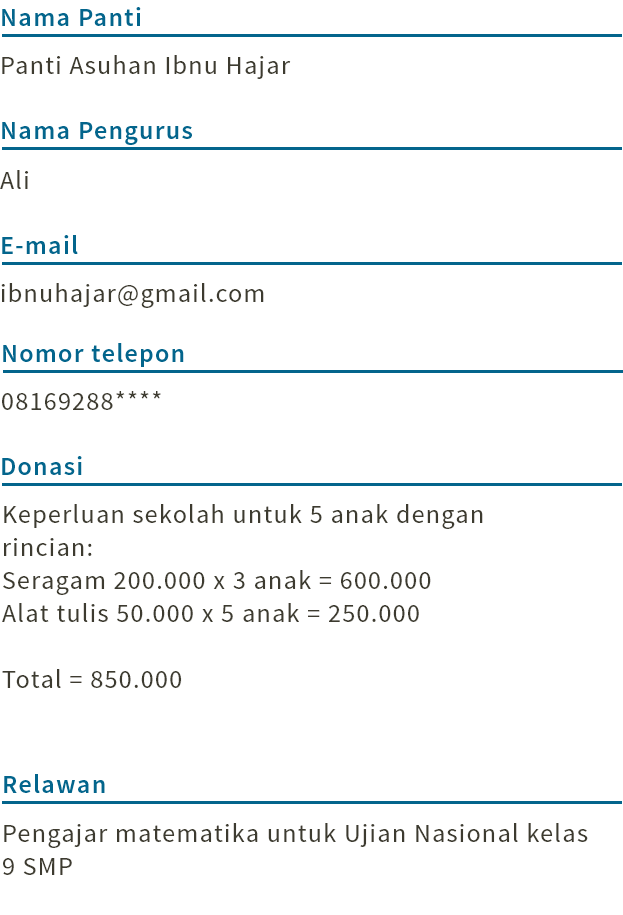 Nama Panti
Panti Asuhan Ibnu Hajar
Nama Pengurus
Ali
E-mail
ibnuhajar@gmail.com
Nomor telepon
08169288****
Donasi
Keperluan sekolah untuk 5 anak dengan
rincian:
Seragam 200.000 x 3 anak = 600.000
Alat tulis 50.000 x 5 anak = 250.000
Total = 850.000
Relawan
Pengajar matematika untuk Ujian Nasional kelas
9 SMP